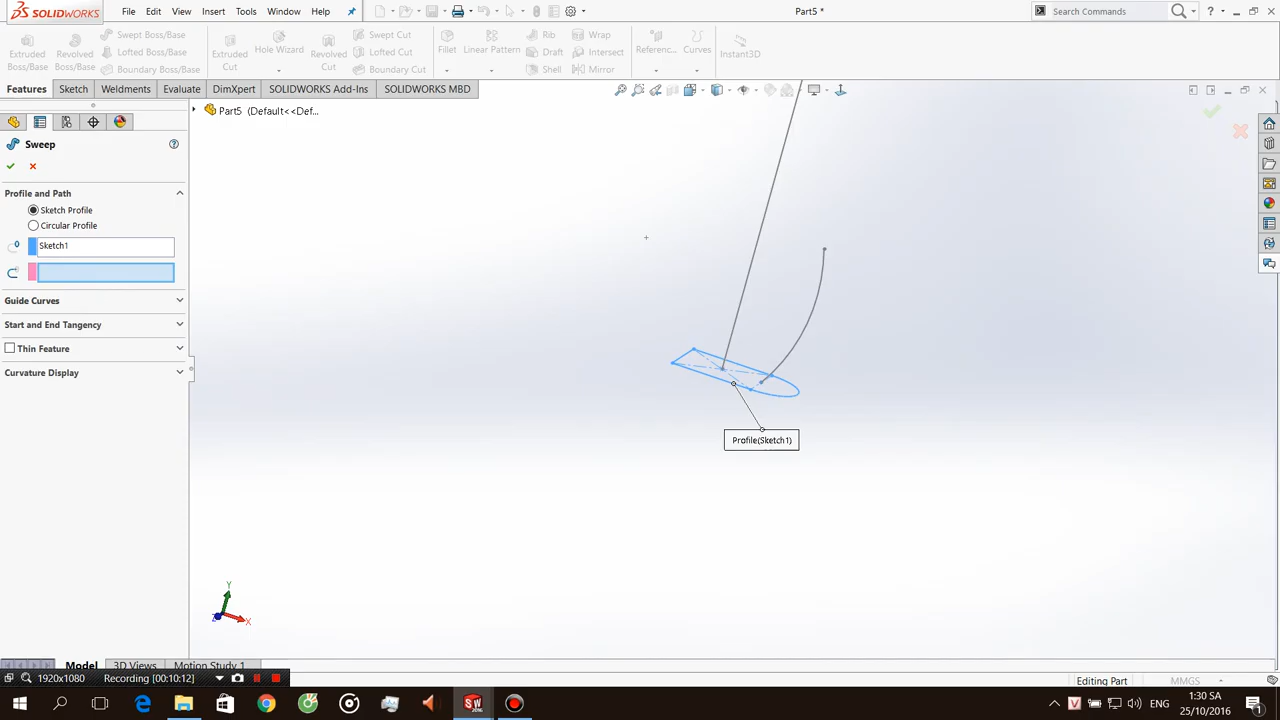 SOLIDWORKS File Edit View Insert Tools Window Help Part5 * Search Commands ?
Extruded Boss/Base Revolved Boss/Base Swept Boss/Base Lofted Boss/Base Boundary Boss/Base Extruded Cut Hole Wizard Revolved Cut Swept Cut Lofted Cut Boundary Cut Fillet Linear Pattern Rib Draft Shell Wrap Intersect Mirror Referenc... Curves Instant3D
Features Sketch Weldments Evaluate DimXpert SOLIDWORKS Add-Ins SOLIDWORKS MBD
Part5 (Default<<Def...
Sweep
Profile and Path
Sketch Profile
Circular Profile
Sketch1
Guide Curves
Start and End Tangency
Thin Feature
Curvature Display
Profile(Sketch1)
Y
X
Z
Model 3D Views Motion Study 1
1920x1080 Recording [00:10:12]
Editing Part MMGS
ENG 1:30 SA
25/10/2016